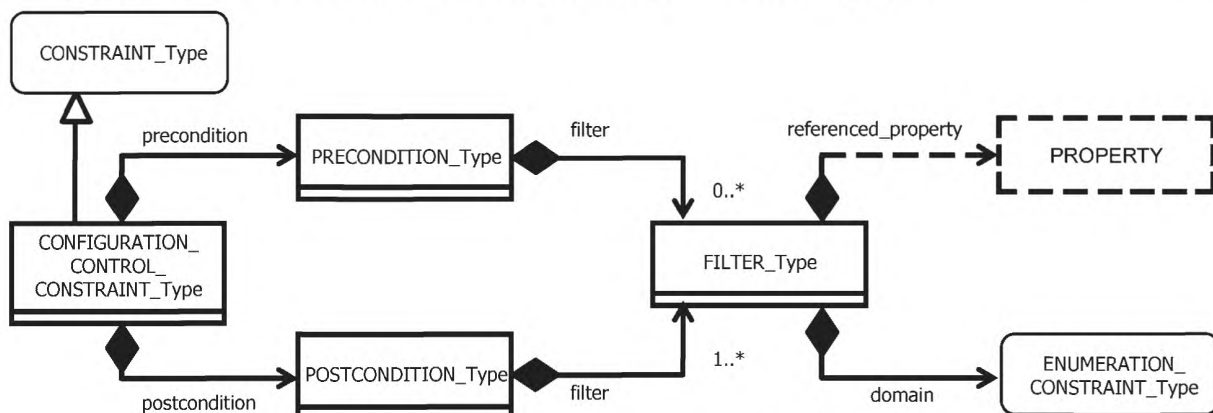 CONSTRAINT_Type
precondition
PRECONDITION_Type
filter
0..*
referenced_property
PROPERTY
CONFIGURATION_
CONTROL_
CONSTRAINT_Type
FILTER_Type
postcondition
POSTCONDITION_Type
filter
1..*
domain
ENUMERATION_
CONSTRAINT_Type